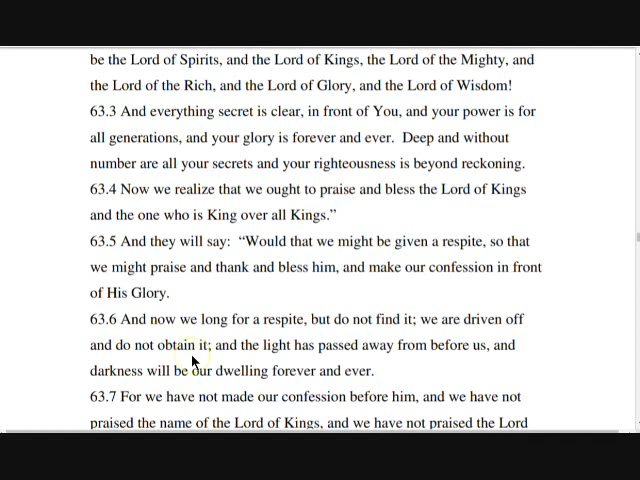 be the Lord of Spirits, and the Lord of Kings, the Lord of the Mighty, and
the Lord of the Rich, and the Lord of Glory, and the Lord of Wisdom!
63.3 And everything secret is clear, in front of You, and your power is for
all generations, and your glory is forever and ever.  Deep and without
number are all your secrets and your righteousness is beyond reckoning.
63.4 Now we realize that we ought to praise and bless the Lord of Kings
and the one who is King over all Kings.”
63.5 And they will say:  “Would that we might be given a respite, so that
we might praise and thank and bless him, and make our confession in front
of His Glory.
63.6 And now we long for a respite, but do not find it; we are driven off
and do not obtain it; and the light has passed away from before us, and
darkness will be our dwelling forever and ever.
63.7 For we have not made our confession before him, and we have not
praised the name of the Lord of Kings, and we have not praised the Lord